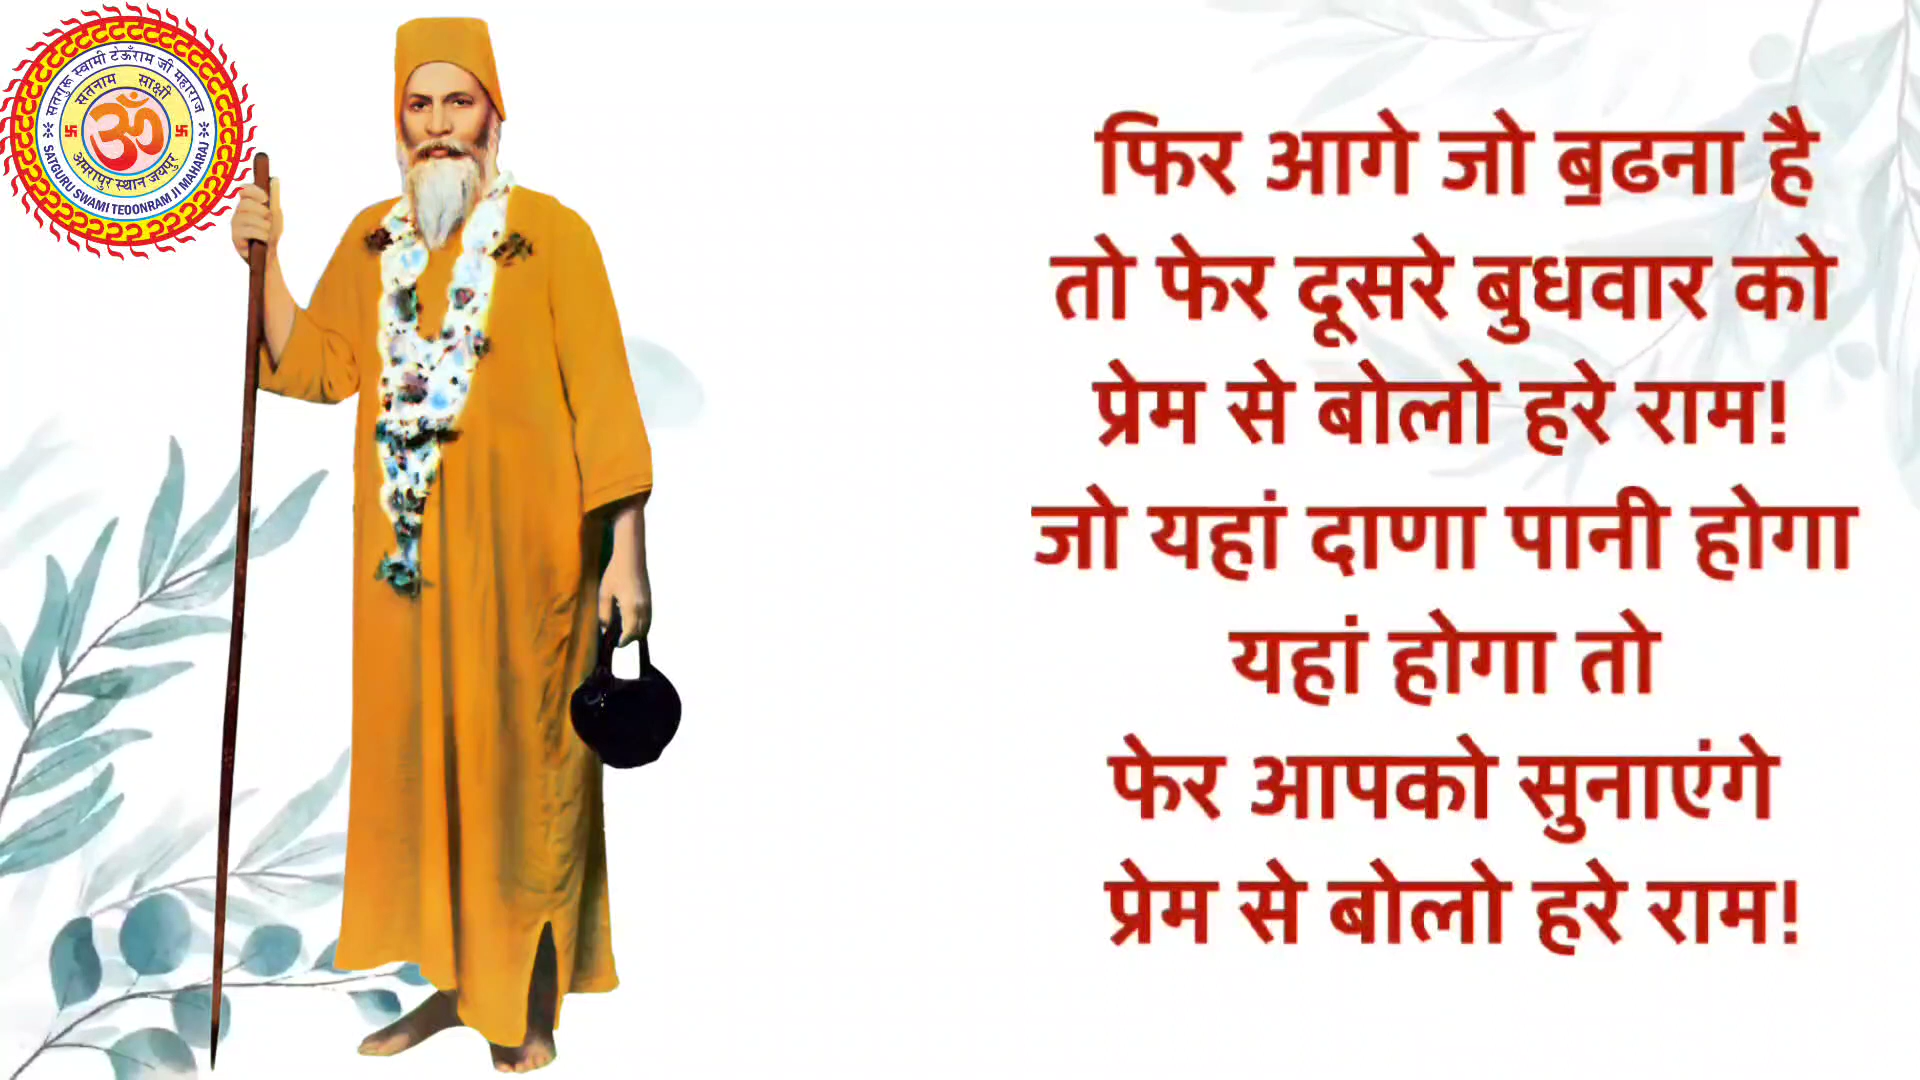 सतगुरू स्वामी टेऊँराम जी महाराज
सतनाम साक्षी
ॐ
अमरापुर स्थान जयपुर
SATGURU SWAMI TEOONRAM JI MAHARAJ
फिर आगे जो ब॒ढना है
तो फेर दूसरे बुधवार को
प्रेम से बोलो हरे राम!
जो यहां दाणा पानी होगा
यहां होगा तो
फेर आपको सुनाएंगे
प्रेम से बोलो हरे राम!